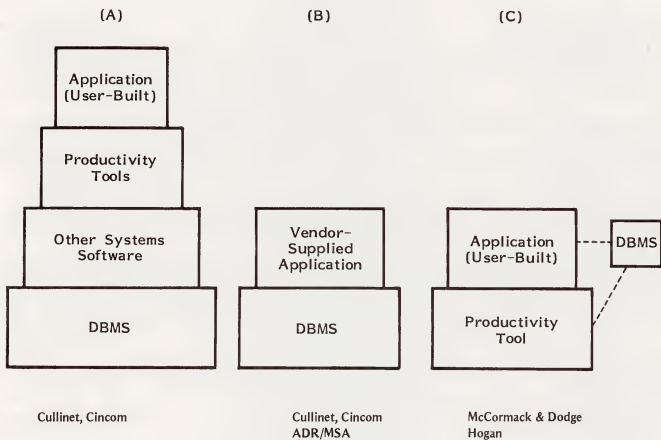 (A)
Application
(User-Built)
Productivity
Tools
Other Systems
Software
DBMS
Cullinet, Cincom
(B)
Vendor-
Supplied
Application
DBMS
Cullinet, Cincom
ADR/MSA
(C)
Application
(User-Built)
DBMS
Productivity
Tool
McCormack & Dodge
Hogan